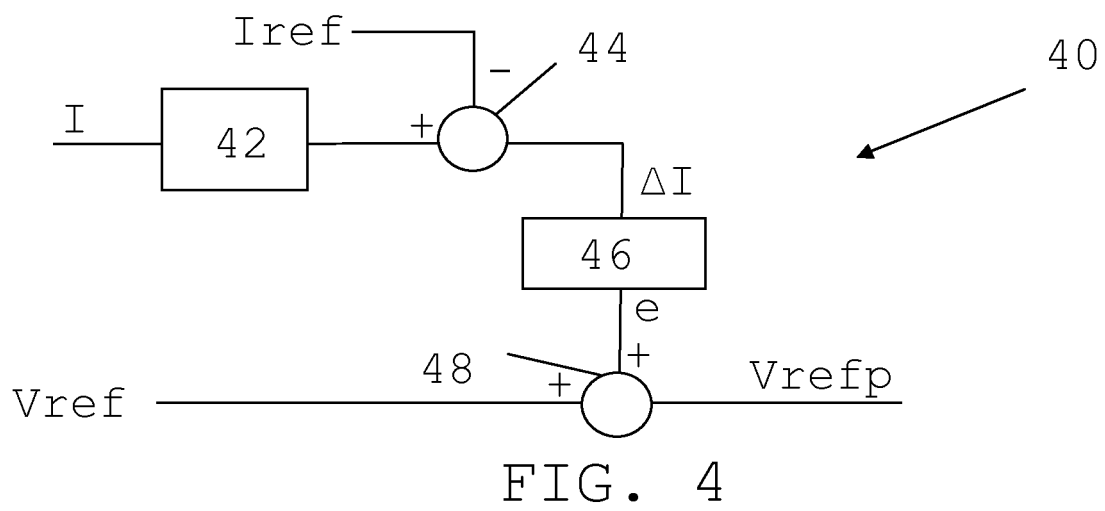 Iref
44
40
−
I
42
+
ΔI
46
e
+
48
+
Vref
Vrefp
FIG. 4